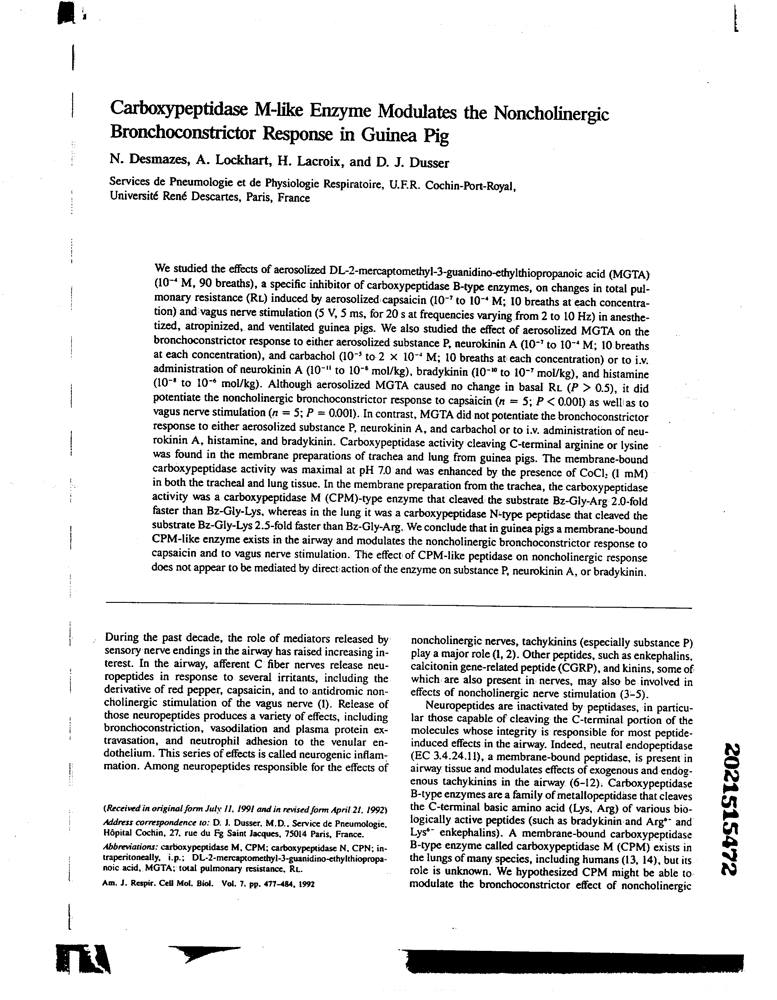 Carboxypeptidase M-like Enzyme Modulates the Noncholinergic
Bronchoconstrictor Response in Guinea Pig
N. Desmazes, A. Lockhart, H. Lacroix, and D. J. Dusser
Services de Pneumologie et de Physiologie Respiratoire, U.F.R. Cochin-Port-Royal,
Université René Descartes, Paris, France
We studied the effects of aerosolized DL-2-mercaptomethyl-3-guanidino-ethylthiopropanoic acid (MGTA)
(10⁻⁴ M, 90 breaths), a specific inhibitor of carboxypeptidase B-type enzymes, on changes in total pul-
monary resistance (RL) induced by aerosolized capsaicin (10⁻⁷ to 10⁻⁴ M; 10 breaths at each concentra-
tion) and vagus nerve stimulation (5 V, 5 ms, for 20 s at frequencies varying from 2 to 10 Hz) in anesthe-
tized, atropinized, and ventilated guinea pigs. We also studied the effect of aerosolized MGTA on the
bronchoconstrictor response to either aerosolized substance P, neurokinin A (10⁻⁷ to 10⁻⁴ M; 10 breaths
at each concentration), and carbachol (10⁻⁵ to 2 × 10⁻⁴ M; 10 breaths at each concentration) or to i.v.
administration of neurokinin A (10⁻¹¹ to 10⁻⁸ mol/kg), bradykinin (10⁻¹⁰ to 10⁻⁷ mol/kg), and histamine
(10⁻⁸ to 10⁻⁶ mol/kg). Although aerosolized MGTA caused no change in basal RL (P > 0.5), it did
potentiate the noncholinergic bronchoconstrictor response to capsaicin (n = 5; P < 0.001) as well as to
vagus nerve stimulation (n = 5; P = 0.001). In contrast, MGTA did not potentiate the bronchoconstrictor
response to either aerosolized substance P, neurokinin A, and carbachol or to i.v. administration of neu-
rokinin A, histamine, and bradykinin. Carboxypeptidase activity cleaving C-terminal arginine or lysine
was found in the membrane preparations of trachea and lung from guinea pigs. The membrane-bound
carboxypeptidase activity was maximal at pH 7.0 and was enhanced by the presence of CoCl₂ (1 mM)
in both the tracheal and lung tissue. In the membrane preparation from the trachea, the carboxypeptidase
activity was a carboxypeptidase M (CPM)-type enzyme that cleaved the substrate Bz-Gly-Arg 2.0-fold
faster than Bz-Gly-Lys, whereas in the lung it was a carboxypeptidase N-type peptidase that cleaved the
substrate Bz-Gly-Lys 2.5-fold faster than Bz-Gly-Arg. We conclude that in guinea pigs a membrane-bound
CPM-like enzyme exists in the airway and modulates the noncholinergic bronchoconstrictor response to
capsaicin and to vagus nerve stimulation. The effect of CPM-like peptidase on noncholinergic response
does not appear to be mediated by direct action of the enzyme on substance P, neurokinin A, or bradykinin.
During the past decade, the role of mediators released by
sensory nerve endings in the airway has raised increasing in-
terest. In the airway, afferent C fiber nerves release neu-
ropeptides in response to several irritants, including the
derivative of red pepper, capsaicin, and to antidromic non-
cholinergic stimulation of the vagus nerve (1). Release of
those neuropeptides produces a variety of effects, including
bronchoconstriction, vasodilation and plasma protein ex-
travasation, and neutrophil adhesion to the venular en-
dothelium. This series of effects is called neurogenic inflam-
mation. Among neuropeptides responsible for the effects of
(Received in original form July 11, 1991 and in revised form April 21, 1992)
Address correspondence to: D. J. Dusser, M.D., Service de Pneumologie,
Hôpital Cochin, 27, rue du Fg Saint Jacques, 75014 Paris, France.
Abbreviations: carboxypeptidase M, CPM; carboxypeptidase N, CPN; in-
traperitoneally, i.p.; DL-2-mercaptomethyl-3-guanidino-ethylthiopropa-
noic acid, MGTA; total pulmonary resistance, RL.
Am. J. Respir. Cell Mol. Biol. Vol. 7. pp. 477-484, 1992
noncholinergic nerves, tachykinins (especially substance P)
play a major role (1, 2). Other peptides, such as enkephalins,
calcitonin gene-related peptide (CGRP), and kinins, some of
which are also present in nerves, may also be involved in
effects of noncholinergic nerve stimulation (3-5).
Neuropeptides are inactivated by peptidases, in particu-
lar those capable of cleaving the C-terminal portion of the
molecules whose integrity is responsible for most peptide-
induced effects in the airway. Indeed, neutral endopeptidase
(EC 3.4.24.11), a membrane-bound peptidase, is present in
airway tissue and modulates effects of exogenous and endog-
enous tachykinins in the airway (6-12). Carboxypeptidase
B-type enzymes are a family of metallopeptidase that cleaves
the C-terminal basic amino acid (Lys, Arg) of various bio-
logically active peptides (such as bradykinin and Arg⁶⁻ and
Lys⁶⁻ enkephalins). A membrane-bound carboxypeptidase
B-type enzyme called carboxypeptidase M (CPM) exists in
the lungs of many species, including humans (13, 14), but its
role is unknown. We hypothesized CPM might be able to
modulate the bronchoconstrictor effect of noncholinergic
2021515472